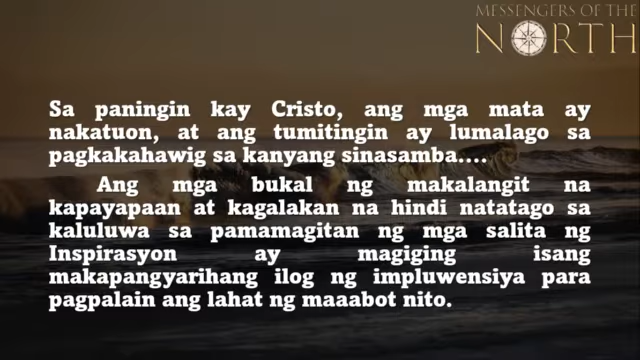 MESSENGERS OF THE
NORTH
Sa paningin kay Cristo, ang mga mata ay
nakatuon, at ang tumitingin ay lumalago sa
pagkakahawig sa kanyang sinasamba....
Ang mga bukal ng makalangit na
kapayapaan at kagalakan na hindi natatago sa
kaluluwa sa pamamagitan ng mga salita ng
Inspirasyon ay magiging isang
makapangyarihang ilog ng impluwensiya para
pagpalain ang lahat ng maaabot nito.